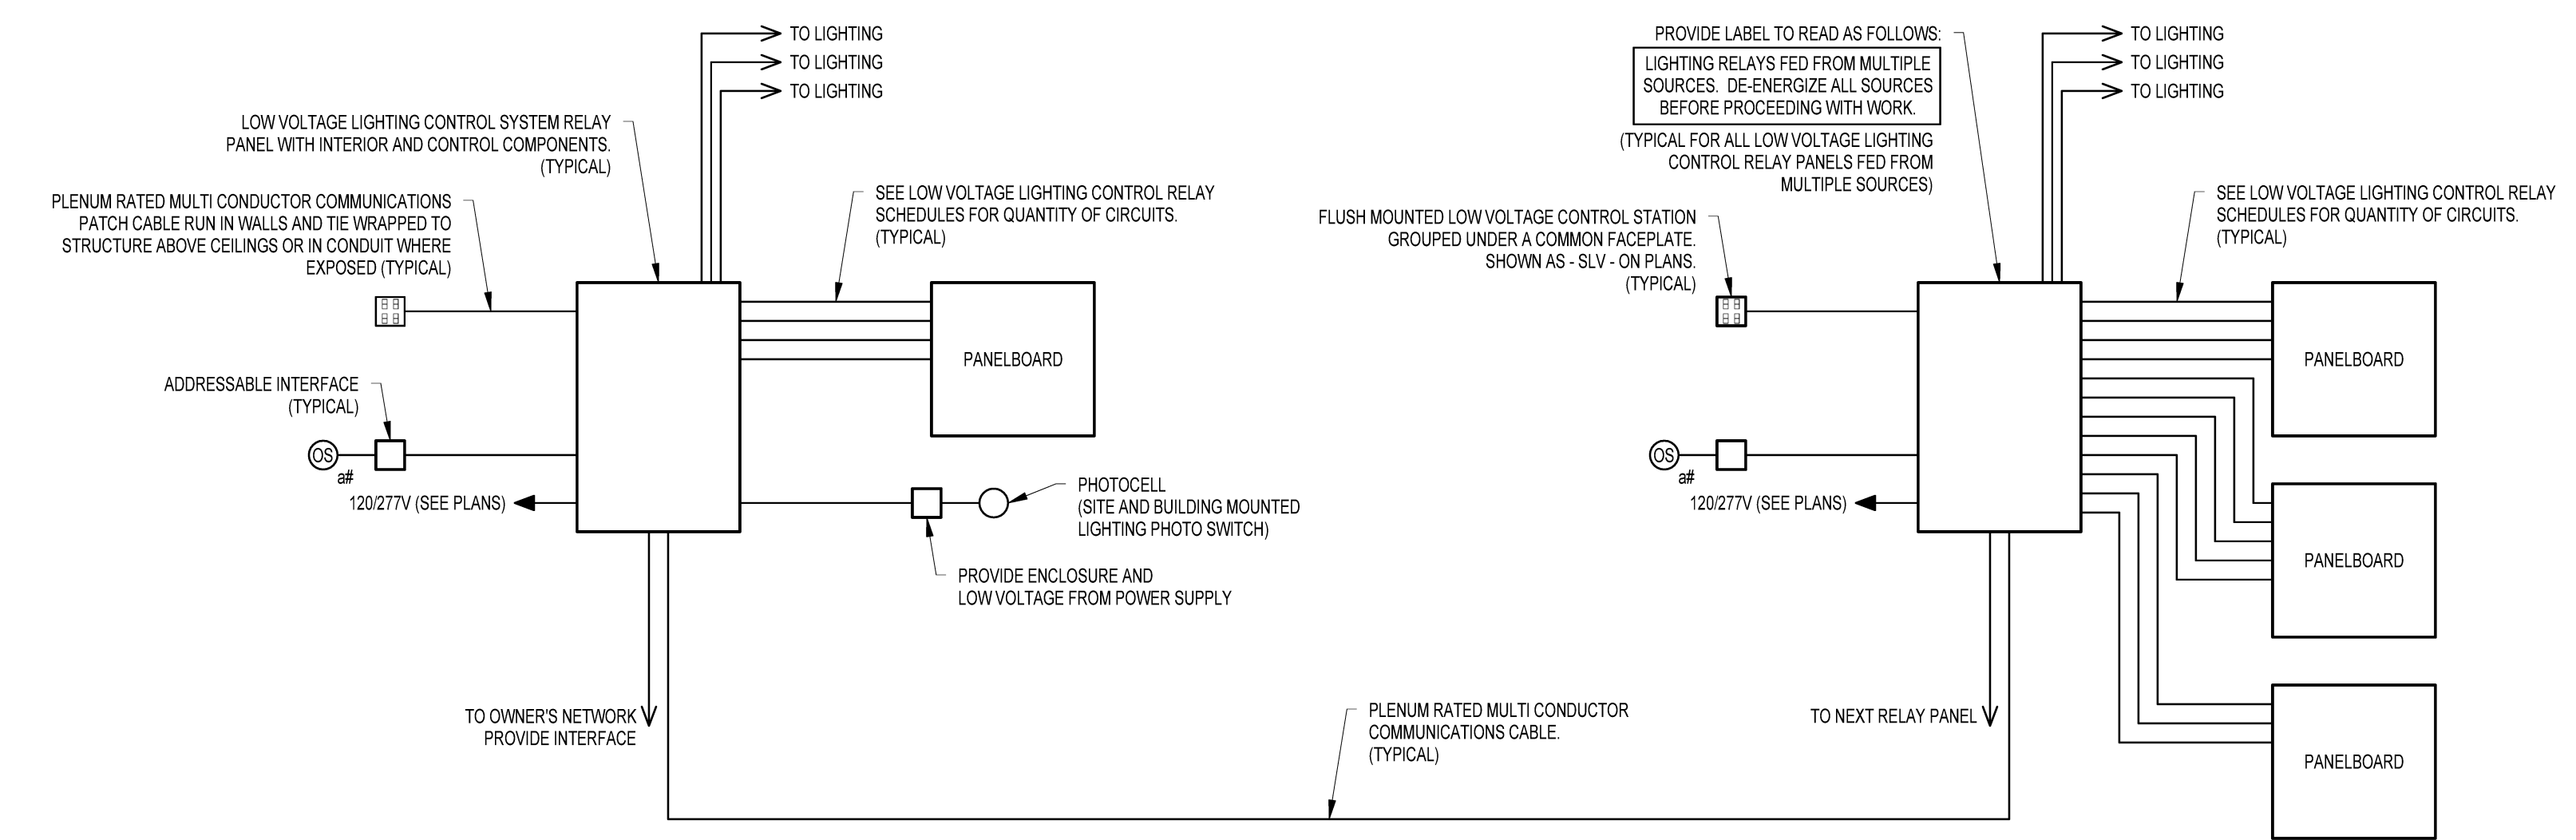 TO LIGHTING
TO LIGHTING
TO LIGHTING
LOW VOLTAGE LIGHTING CONTROL SYSTEM RELAY
PANEL WITH INTERIOR AND CONTROL COMPONENTS.
(TYPICAL)
PLENUM RATED MULTI CONDUCTOR COMMUNICATIONS
PATCH CABLE RUN IN WALLS AND TIE WRAPPED TO
STRUCTURE ABOVE CEILINGS OR IN CONDUIT WHERE
EXPOSED (TYPICAL)
SEE LOW VOLTAGE LIGHTING CONTROL RELAY
SCHEDULES FOR QUANTITY OF CIRCUITS.
(TYPICAL)
PANELBOARD
ADDRESSABLE INTERFACE
(TYPICAL)
OS
a#
120/277V (SEE PLANS)
PHOTOCELL
(SITE AND BUILDING MOUNTED
LIGHTING PHOTO SWITCH)
PROVIDE ENCLOSURE AND
LOW VOLTAGE FROM POWER SUPPLY
TO OWNER'S NETWORK
PROVIDE INTERFACE
PLENUM RATED MULTI CONDUCTOR
COMMUNICATIONS CABLE.
(TYPICAL)
PROVIDE LABEL TO READ AS FOLLOWS:
LIGHTING RELAYS FED FROM MULTIPLE
SOURCES. DE-ENERGIZE ALL SOURCES
BEFORE PROCEEDING WITH WORK.
(TYPICAL FOR ALL LOW VOLTAGE LIGHTING
CONTROL RELAY PANELS FED FROM
MULTIPLE SOURCES)
TO LIGHTING
TO LIGHTING
TO LIGHTING
FLUSH MOUNTED LOW VOLTAGE CONTROL STATION
GROUPED UNDER A COMMON FACEPLATE.
SHOWN AS - SLV - ON PLANS.
(TYPICAL)
SEE LOW VOLTAGE LIGHTING CONTROL RELAY
SCHEDULES FOR QUANTITY OF CIRCUITS.
(TYPICAL)
PANELBOARD
OS
a#
120/277V (SEE PLANS)
PANELBOARD
TO NEXT RELAY PANEL
PANELBOARD